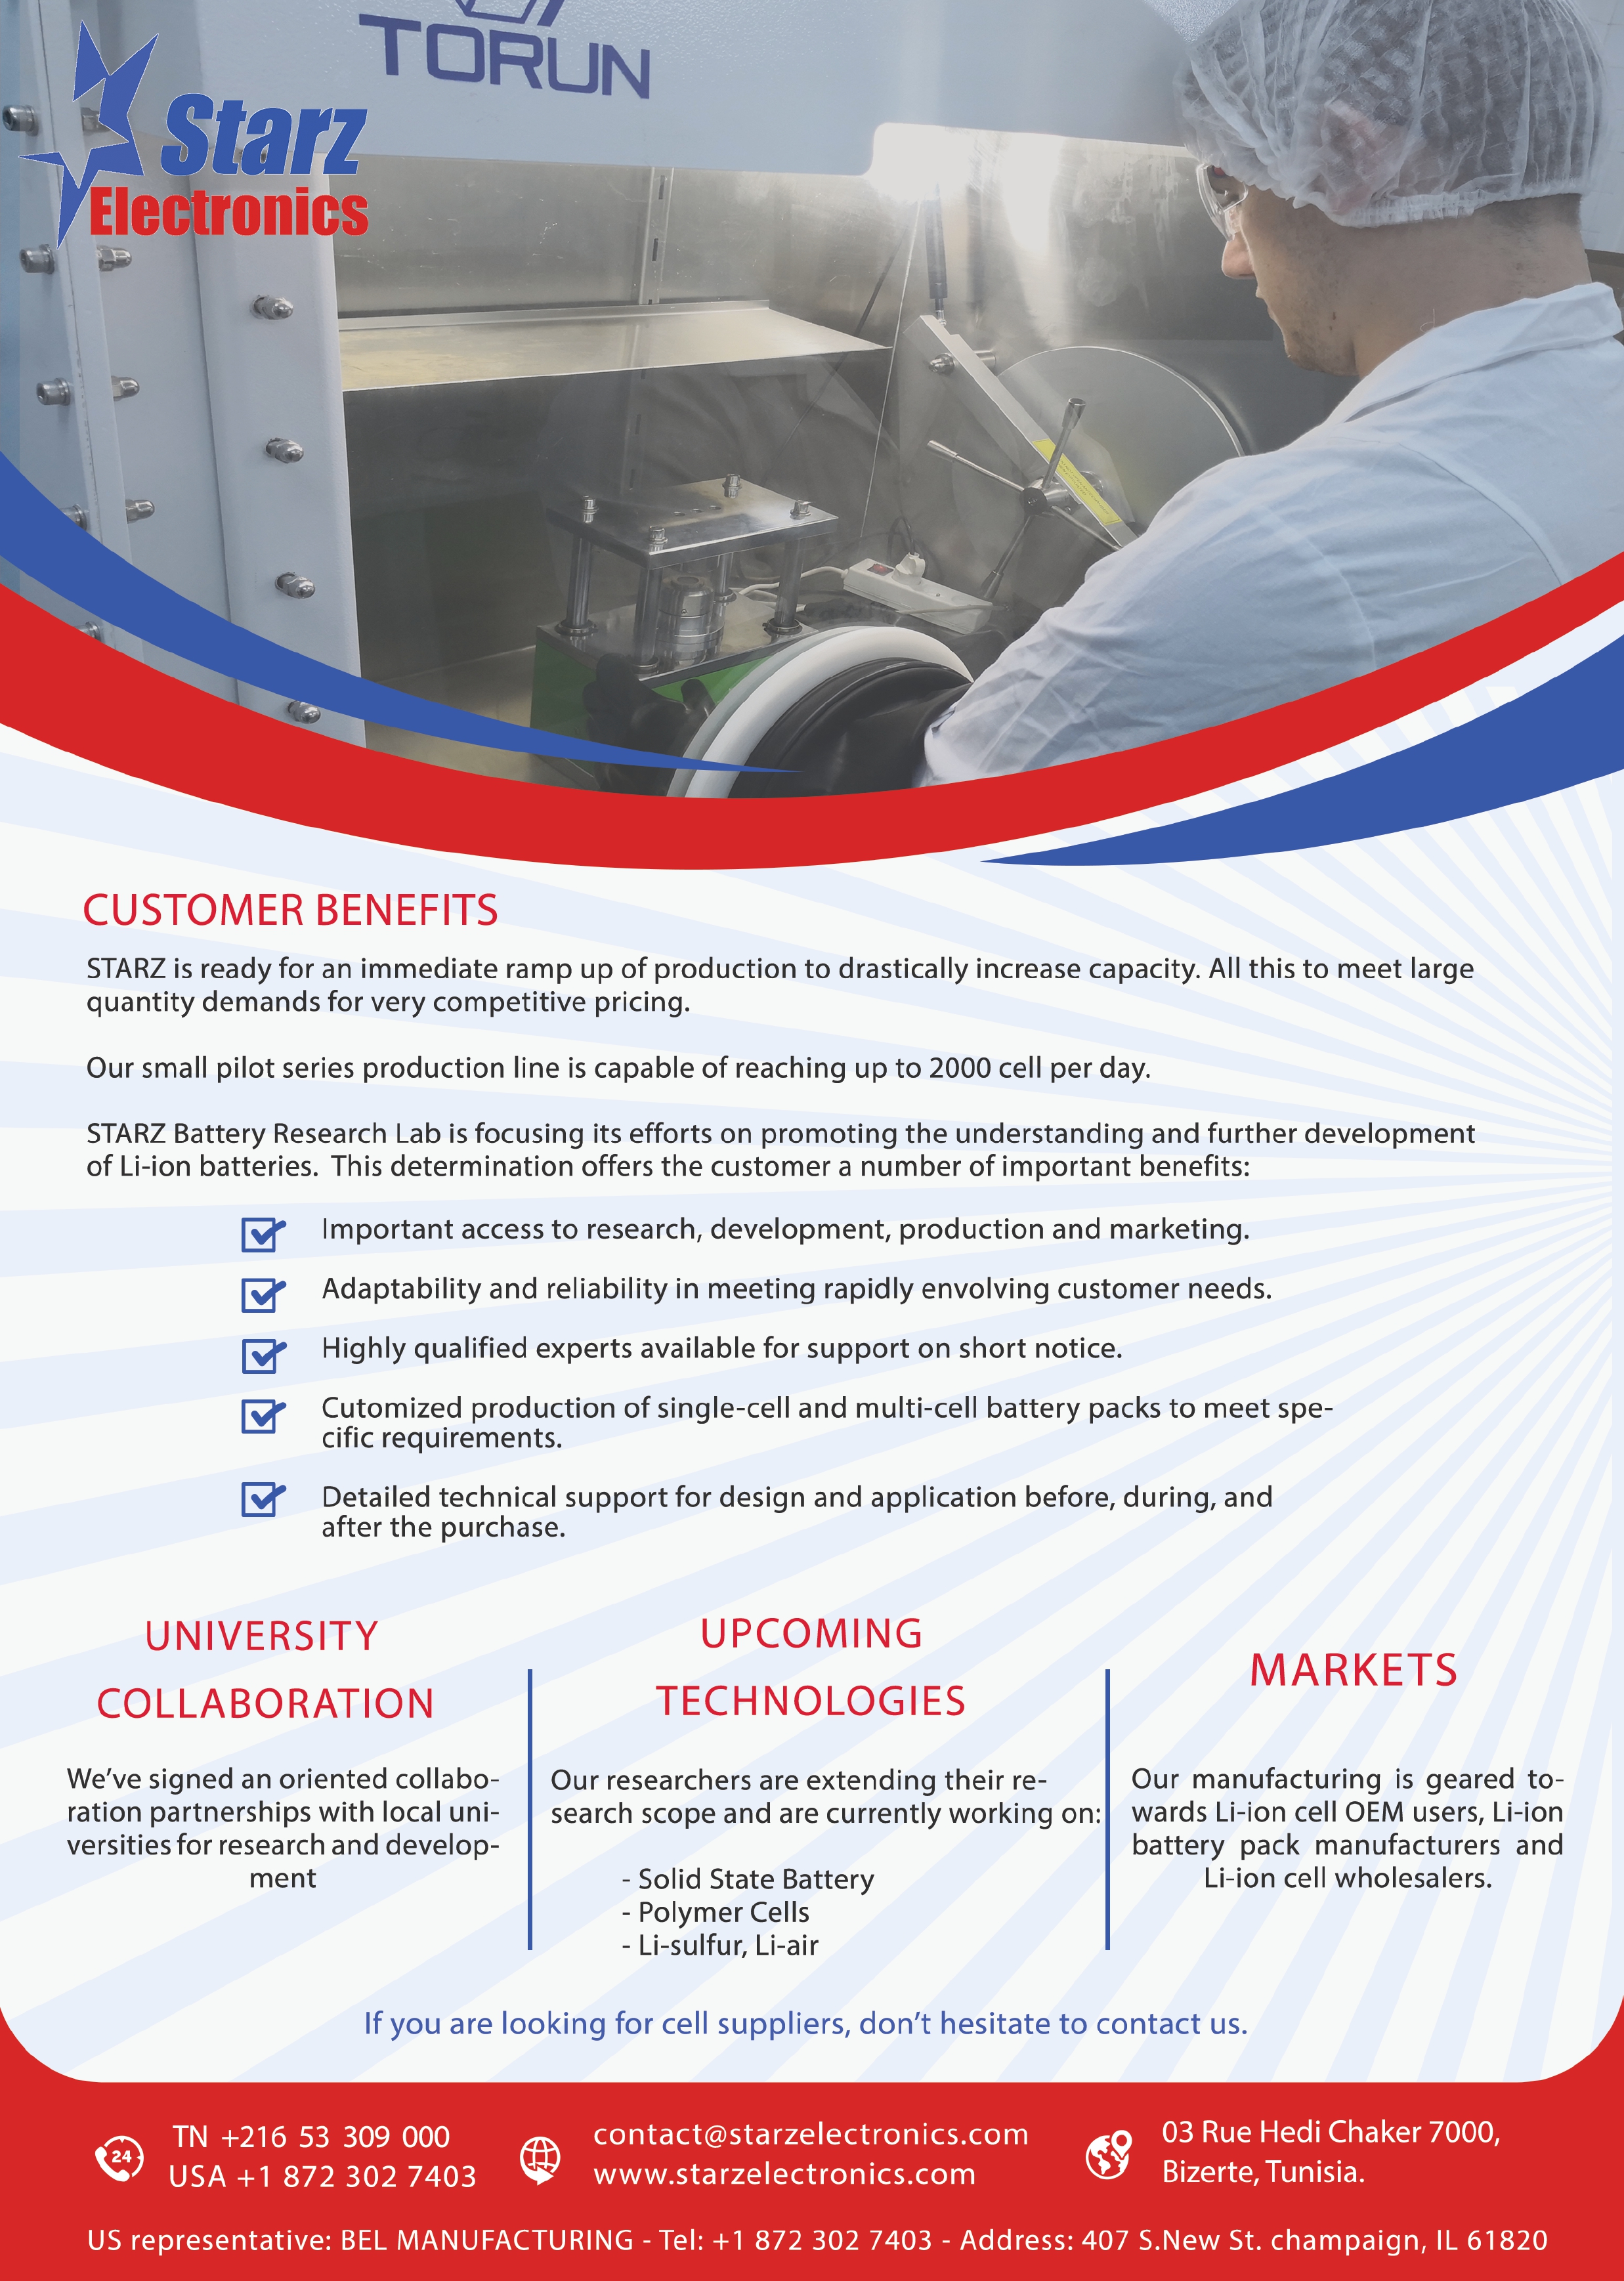 TORUN
Starz
Electronics
CUSTOMER BENEFITS
STARZ is ready for an immediate ramp up of production to drastically increase capacity. All this to meet large
quantity demands for very competitive pricing.
Our small pilot series production line is capable of reaching up to 2000 cell per day.
STARZ Battery Research Lab is focusing its efforts on promoting the understanding and further development
of Li-ion batteries. This determination offers the customer a number of important benefits:
Important access to research, development, production and marketing.
Adaptability and reliability in meeting rapidly envolving customer needs.
Highly qualified experts available for support on short notice.
Cutomized production of single-cell and multi-cell battery packs to meet spe-
cific requirements.
Detailed technical support for design and application before, during, and
after the purchase.
UNIVERSITY
COLLABORATION
We've signed an oriented collabo-
ration partnerships with local uni-
versities for research and develop-
ment
UPCOMING
TECHNOLOGIES
Our researchers are extending their re-
search scope and are currently working on:
- Solid State Battery
- Polymer Cells
- Li-sulfur, Li-air
MARKETS
Our manufacturing is geared to-
wards Li-ion cell OEM users, Li-ion
battery pack manufacturers and
Li-ion cell wholesalers.
If you are looking for cell suppliers, don't hesitate to contact us.
24
TN +216 53 309 000
USA +1 872 302 7403
contact@starzelectronics.com
www.starzelectronics.com
03 Rue Hedi Chaker 7000,
Bizerte, Tunisia.
US representative: BEL MANUFACTURING - Tel: +1 872 302 7403 - Address: 407 S.New St. champaign, IL 61820